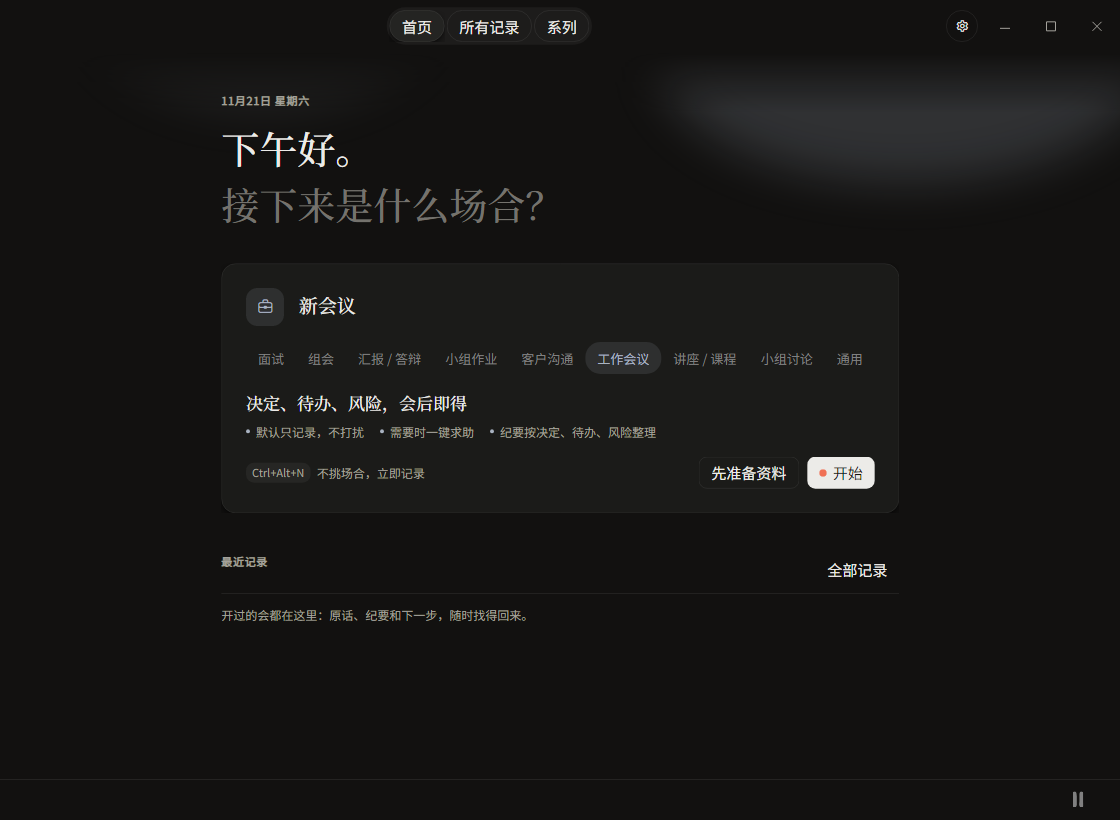 首页 所有记录 系列
11月21日 星期六
下午好。
接下来是什么场合?
新会议
面试 组会 汇报 / 答辩 小组作业 客户沟通 工作会议 讲座 / 课程 小组讨论 通用
决定、待办、风险，会后即得
• 默认只记录，不打扰 • 需要时一键求助 • 纪要按决定、待办、风险整理
Ctrl+Alt+N 不挑场合，立即记录 先准备资料 开始
最近记录
全部记录
开过的会都在这里：原话、纪要和下一步，随时找得回来。